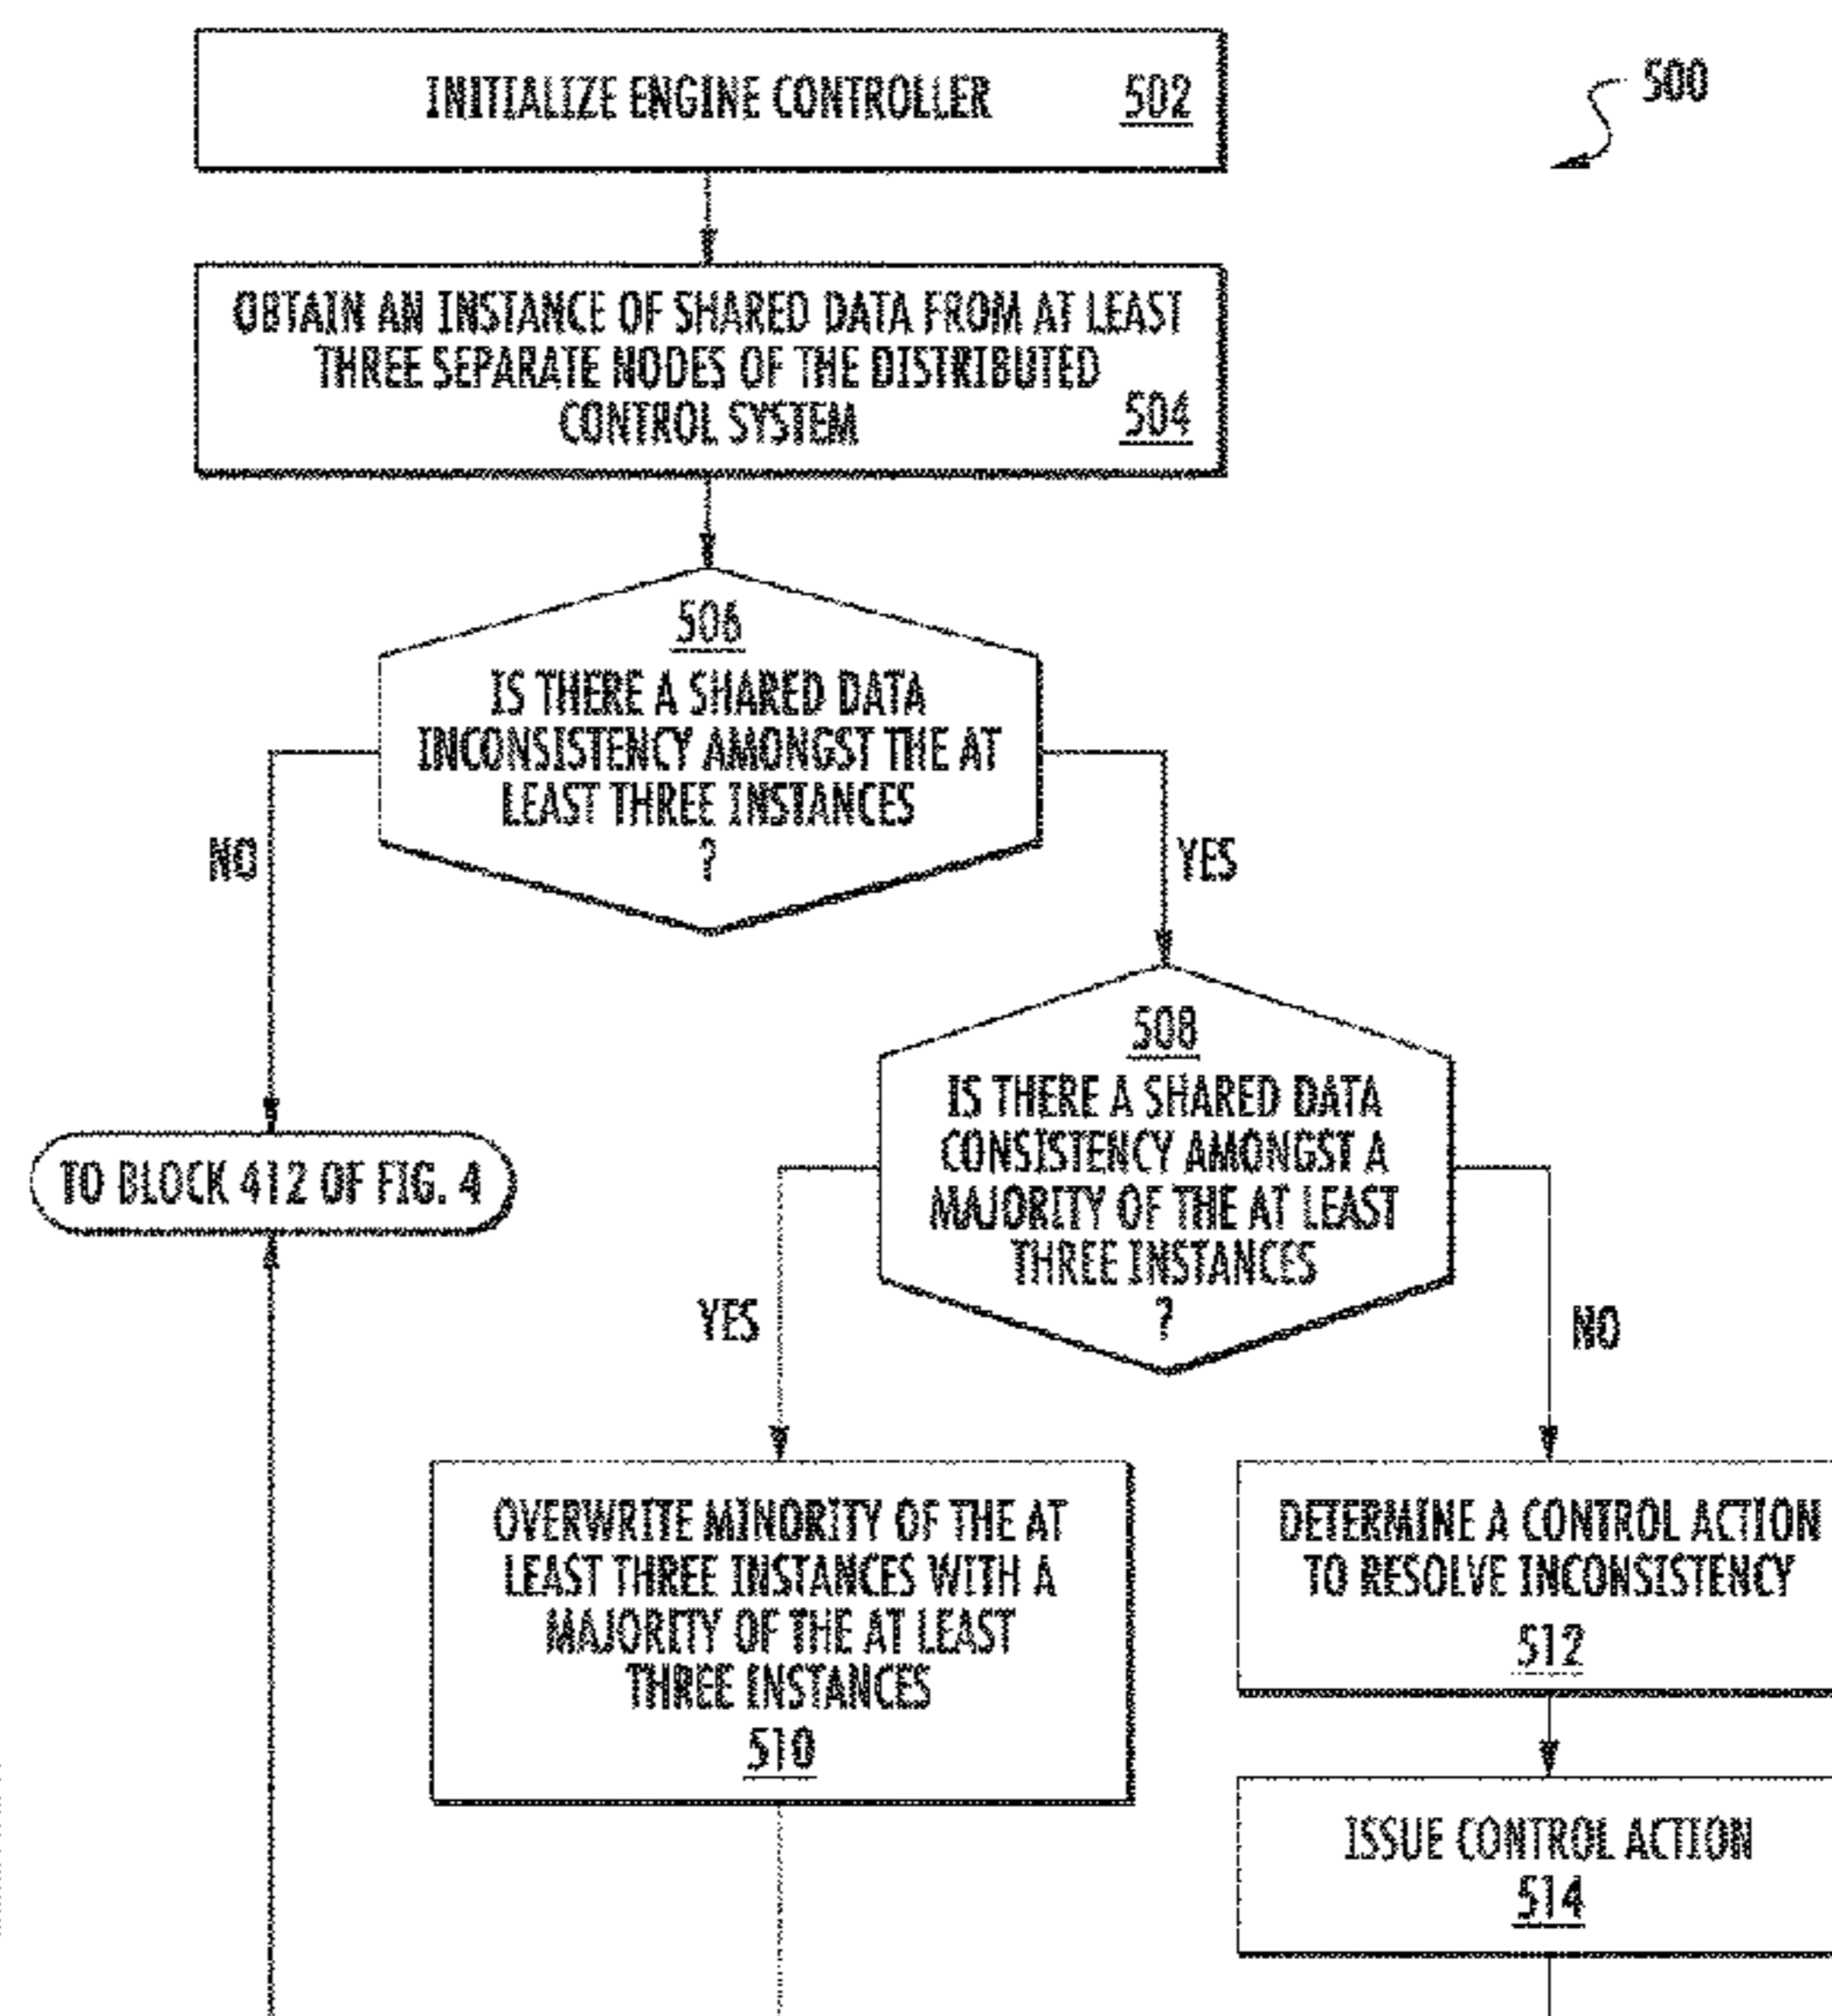 INITIALIZE ENGINE CONTROLLER 502
500
OBTAIN AN INSTANCE OF SHARED DATA FROM AT LEAST
THREE SEPARATE NODES OF THE DISTRIBUTED
CONTROL SYSTEM 504
506
IS THERE A SHARED DATA
INCONSISTENCY AMONGST THE AT
LEAST THREE INSTANCES
?
NO
YES
508
IS THERE A SHARED DATA
CONSISTENCY AMONGST A
MAJORITY OF THE AT LEAST
THREE INSTANCES
?
TO BLOCK 412 OF FIG. 4
YES
NO
OVERWRITE MINORITY OF THE AT
LEAST THREE INSTANCES WITH A
MAJORITY OF THE AT LEAST
THREE INSTANCES
510
DETERMINE A CONTROL ACTION
TO RESOLVE INCONSISTENCY
512
ISSUE CONTROL ACTION
514